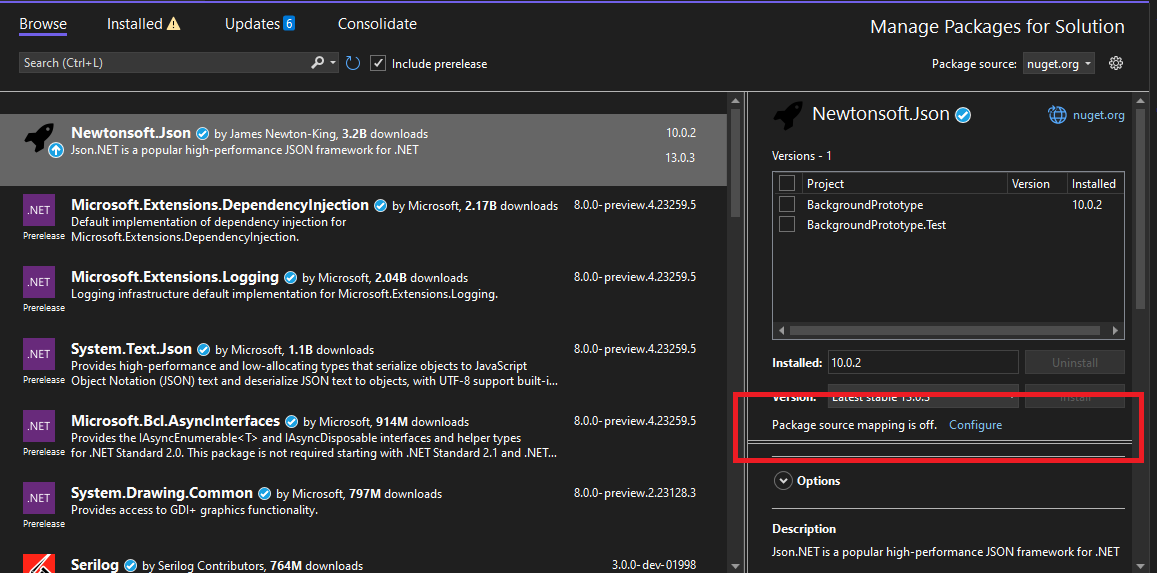 Browse Installed Updates 6 Consolidate
Manage Packages for Solution
Search (Ctrl+L) Include prerelease
Package source: nuget.org
Newtonsoft.Json by James Newton-King, 3.2B downloads 10.0.2
Json.NET is a popular high-performance JSON framework for .NET
13.0.3
.NET
Prerelease
Microsoft.Extensions.DependencyInjection by Microsoft, 2.17B downloads 8.0.0-preview.4.23259.5
Default implementation of dependency injection for
Microsoft.Extensions.DependencyInjection.
.NET
Prerelease
Microsoft.Extensions.Logging by Microsoft, 2.04B downloads 8.0.0-preview.4.23259.5
Logging infrastructure default implementation for Microsoft.Extensions.Logging.
.NET
Prerelease
System.Text.Json by Microsoft, 1.1B downloads 8.0.0-preview.4.23259.5
Provides high-performance and low-allocating types that serialize objects to JavaScript
Object Notation (JSON) text and deserialize JSON text to objects, with UTF-8 support built-i...
.NET
Prerelease
Microsoft.Bcl.AsyncInterfaces by Microsoft, 914M downloads 8.0.0-preview.4.23259.5
Provides the IAsyncEnumerable<T> and IAsyncDisposable interfaces and helper types
for .NET Standard 2.0. This package is not required starting with .NET Standard 2.1 and .NET...
.NET
Prerelease
System.Drawing.Common by Microsoft, 797M downloads 8.0.0-preview.2.23128.3
Provides access to GDI+ graphics functionality.
Serilog by Serilog Contributors, 764M downloads 3.0.0-dev-01998
Newtonsoft.Json nuget.org
Versions - 1
Project Version Installed
BackgroundPrototype 10.0.2
BackgroundPrototype.Test
Installed: 10.0.2 Uninstall
Version: Latest stable 13.0.3 Install
Package source mapping is off. Configure
Options
Description
Json.NET is a popular high-performance JSON framework for .NET